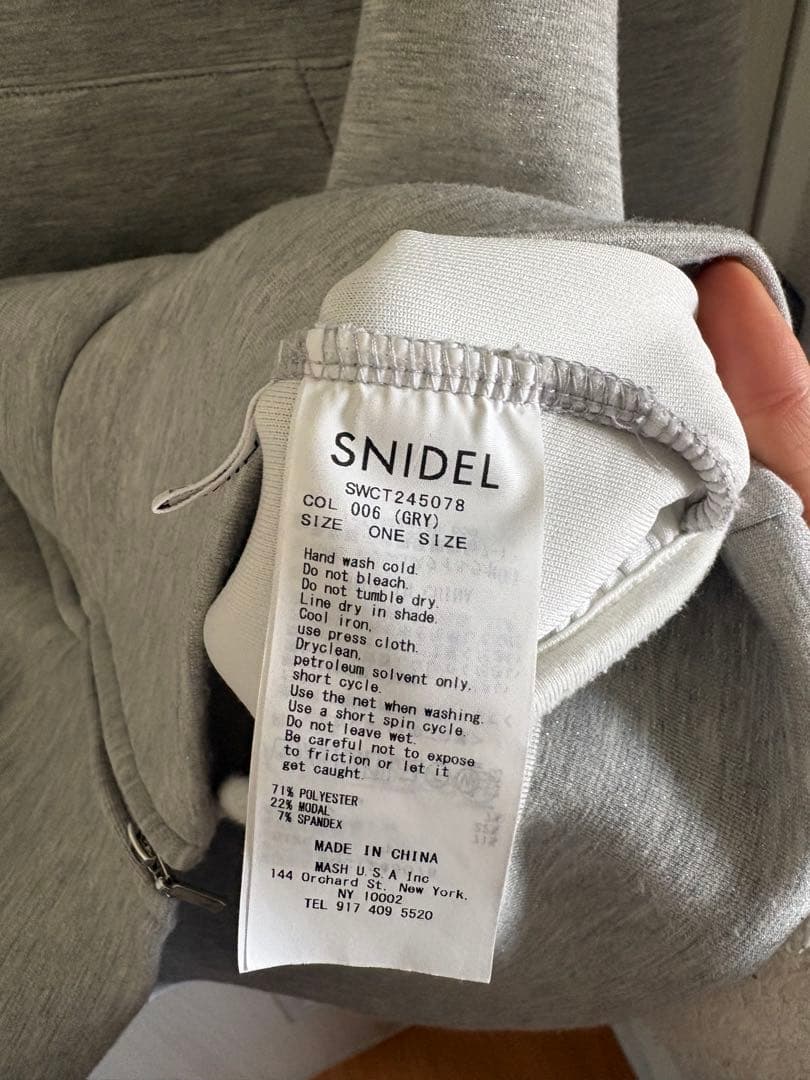 SNIDEL
SWCT245078
COL 006 (GRY)
SIZE ONE SIZE
Hand wash cold.
Do not bleach.
Do not tumble dry.
Line dry in shade.
Cool iron,
use press cloth.
Dryclean,
petroleum solvent only,
short cycle.
Use the net when washing.
Use a short spin cycle.
Do not leave wet.
Be careful not to expose
to friction or let it
get caught.
71% POLYESTER
22% MODAL
7% SPANDEX
MADE IN CHINA
MASH U.S.A Inc
144 Orchard St. New York,
NY 10002
TEL 917 409 5520